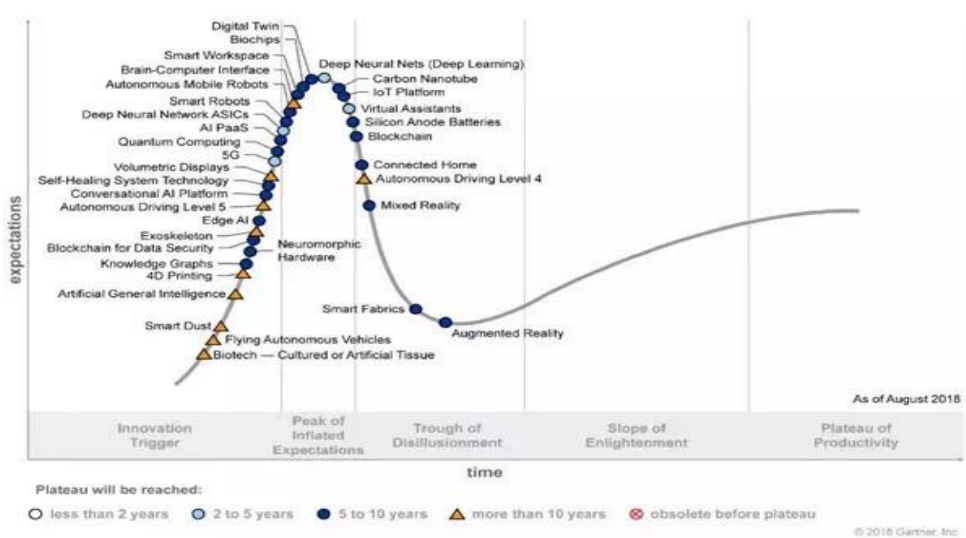 Digital Twin
Biochips
Smart Workspace
Brain-Computer Interface
Autonomous Mobile Robots
Smart Robots
Deep Neural Network ASICs
AI PaaS
Quantum Computing
5G
Volumetric Displays
Self-Healing System Technology
Conversational AI Platform
Autonomous Driving Level 5
Edge AI
Exoskeleton
Blockchain for Data Security
Neuromorphic
Hardware
Knowledge Graphs
4D Printing
Artificial General Intelligence
Smart Dust
Flying Autonomous Vehicles
Biotech — Cultured or Artificial Tissue
Deep Neural Nets (Deep Learning)
Carbon Nanotube
IoT Platform
Virtual Assistants
Silicon Anode Batteries
Blockchain
Connected Home
Autonomous Driving Level 4
Mixed Reality
Smart Fabrics
Augmented Reality
expectations
As of August 2018
Innovation
Trigger
Peak of
Inflated
Expectations
Trough of
Disillusionment
Slope of
Enlightenment
Plateau of
Productivity
time
Plateau will be reached:
less than 2 years
2 to 5 years
5 to 10 years
more than 10 years
obsolete before plateau
© 2018 Gartner, Inc.